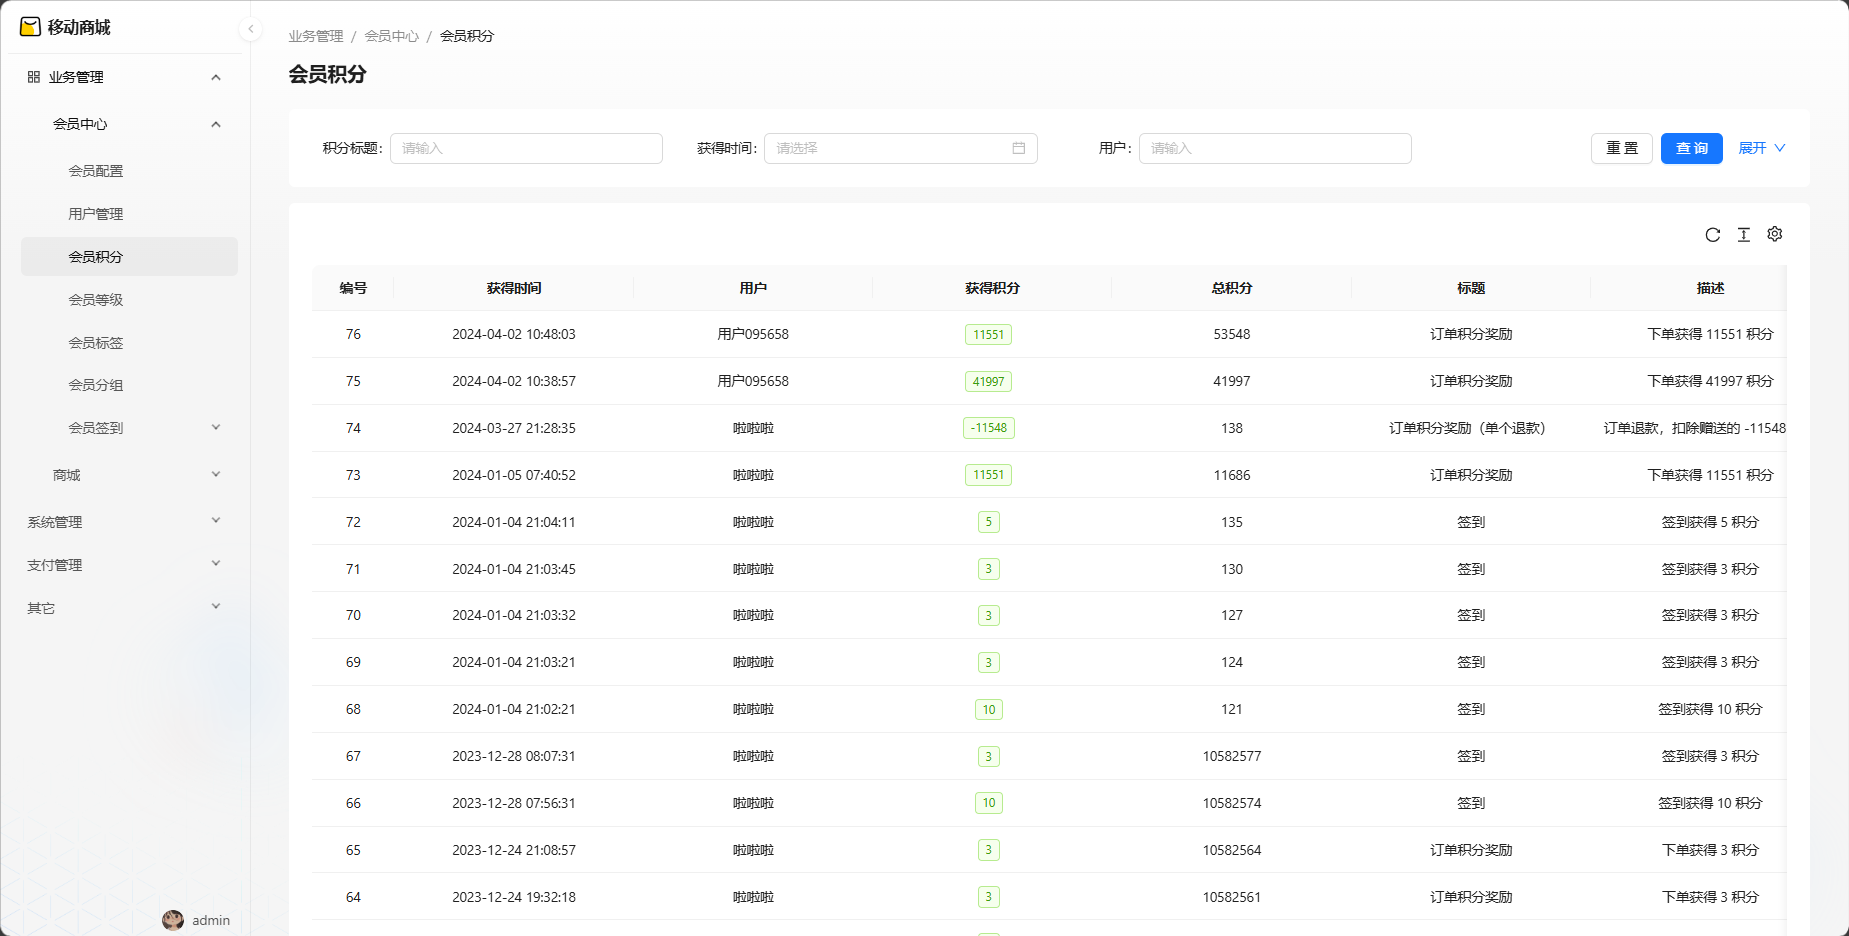 移动商城
业务管理
会员中心
会员配置
用户管理
会员积分
会员等级
会员标签
会员分组
会员签到
商城
系统管理
支付管理
其它
admin
业务管理 / 会员中心 / 会员积分
会员积分
积分标题: 请输入 获得时间: 请选择 用户: 请输入 重 置 查 询 展开
编号 获得时间 用户 获得积分 总积分 标题 描述
76 2024-04-02 10:48:03 用户095658 11551 53548 订单积分奖励 下单获得 11551 积分
75 2024-04-02 10:38:57 用户095658 41997 41997 订单积分奖励 下单获得 41997 积分
74 2024-03-27 21:28:35 啦啦啦 -11548 138 订单积分奖励（单个退款） 订单退款，扣除赠送的 -11548
73 2024-01-05 07:40:52 啦啦啦 11551 11686 订单积分奖励 下单获得 11551 积分
72 2024-01-04 21:04:11 啦啦啦 5 135 签到 签到获得 5 积分
71 2024-01-04 21:03:45 啦啦啦 3 130 签到 签到获得 3 积分
70 2024-01-04 21:03:32 啦啦啦 3 127 签到 签到获得 3 积分
69 2024-01-04 21:03:21 啦啦啦 3 124 签到 签到获得 3 积分
68 2024-01-04 21:02:21 啦啦啦 10 121 签到 签到获得 10 积分
67 2023-12-28 08:07:31 啦啦啦 3 10582577 签到 签到获得 3 积分
66 2023-12-28 07:56:31 啦啦啦 10 10582574 签到 签到获得 10 积分
65 2023-12-24 21:08:57 啦啦啦 3 10582564 订单积分奖励 下单获得 3 积分
64 2023-12-24 19:32:18 啦啦啦 3 10582561 订单积分奖励 下单获得 3 积分